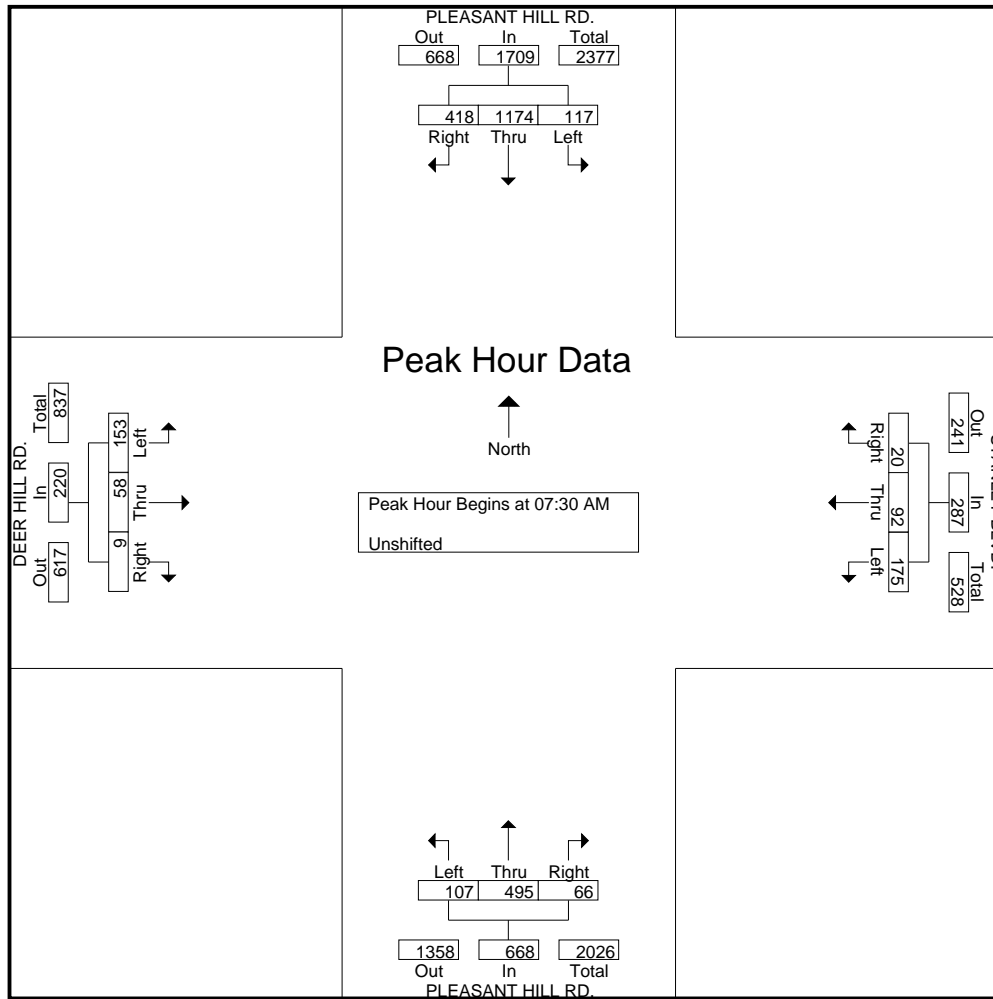 PLEASANT HILL RD.
Out In Total
668 1709 2377
418 1174 117
Right Thru Left
Peak Hour Data
North
Peak Hour Begins at 07:30 AM
Unshifted
DEER HILL RD.
Total In Out
837 220 617
153 58 9
Left Thru Right
Out In Total
241 287 528
20 92 175
Right Thru Left
Left Thru Right
107 495 66
1358 668 2026
Out In Total
PLEASANT HILL RD.